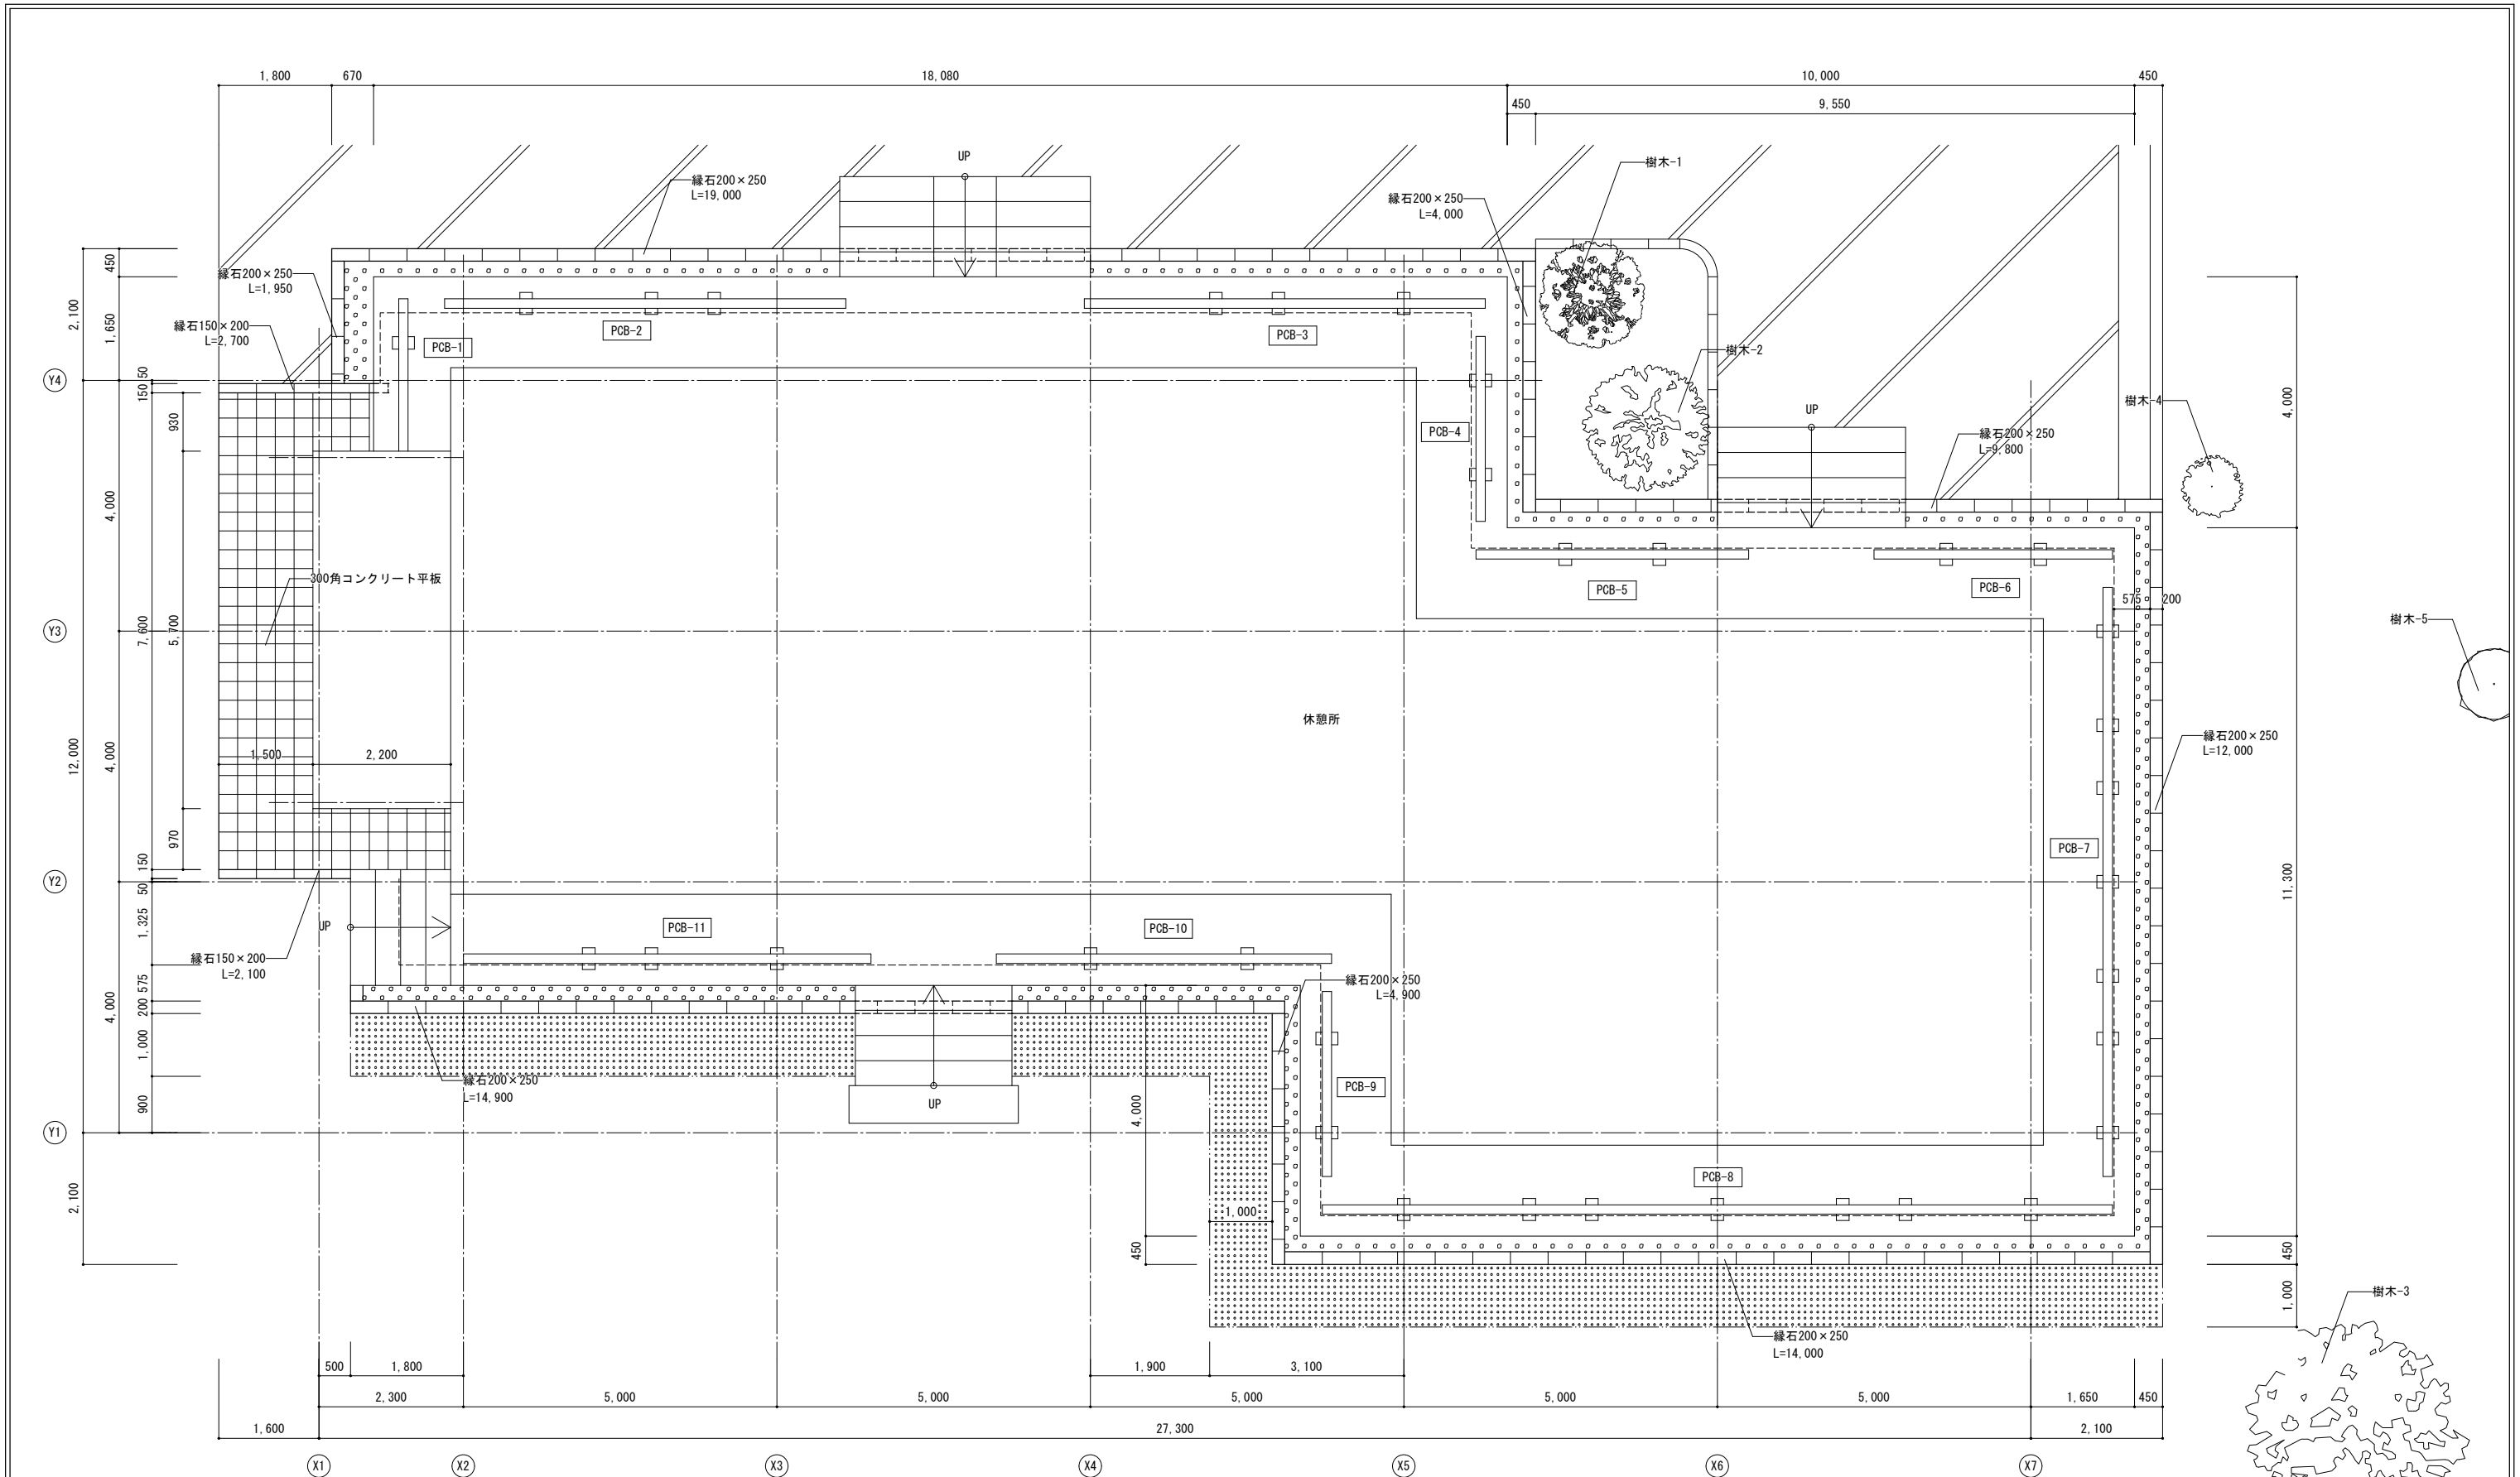 1,800
670
18,080
10,000
450
450
9,550
UP
樹木-1
縁石200×250
L=19,000
縁石200×250
L=4,000
450
縁石200×250
L=1,950
2,100
1,650
縁石150×200
L=2,700
PCB-1
PCB-2
PCB-3
樹木-2
50
Y4
150
樹木-4
4,000
UP
930
PCB-4
縁石200×250
L=9,800
4,000
300角コンクリート平板
PCB-5
PCB-6
575
200
Y3
7,600
5,700
樹木-5
休憩所
縁石200×250
L=12,000
12,000
4,000
1,500
2,200
970
150
PCB-7
Y2
50
11,300
1,325
UP
PCB-11
PCB-10
縁石150×200
L=2,100
575
縁石200×250
L=4,900
4,000
200
1,000
縁石200×250
L=14,900
PCB-9
900
UP
4,000
Y1
2,100
PCB-8
1,000
450
450
1,000
樹木-3
縁石200×250
L=14,000
500
1,800
1,900
3,100
2,300
5,000
5,000
5,000
5,000
5,000
1,650
450
1,600
27,300
2,100
X1
X2
X3
X4
X5
X6
X7